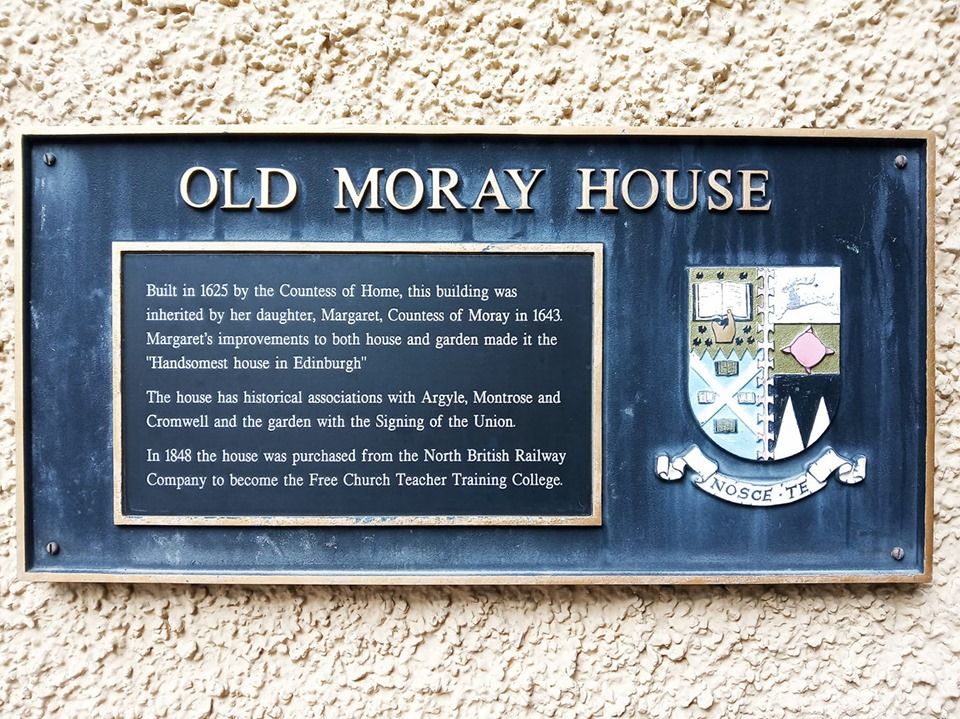 OLD MORAY HOUSE
Built in 1625 by the Countess of Home, this building was
inherited by her daughter, Margaret, Countess of Moray in 1643.
Margaret's improvements to both house and garden made it the
"Handsomest house in Edinburgh"
The house has historical associations with Argyle, Montrose and
Cromwell and the garden with the Signing of the Union.
In 1848 the house was purchased from the North British Railway
Company to become the Free Church Teacher Training College.
NOSCE · TE